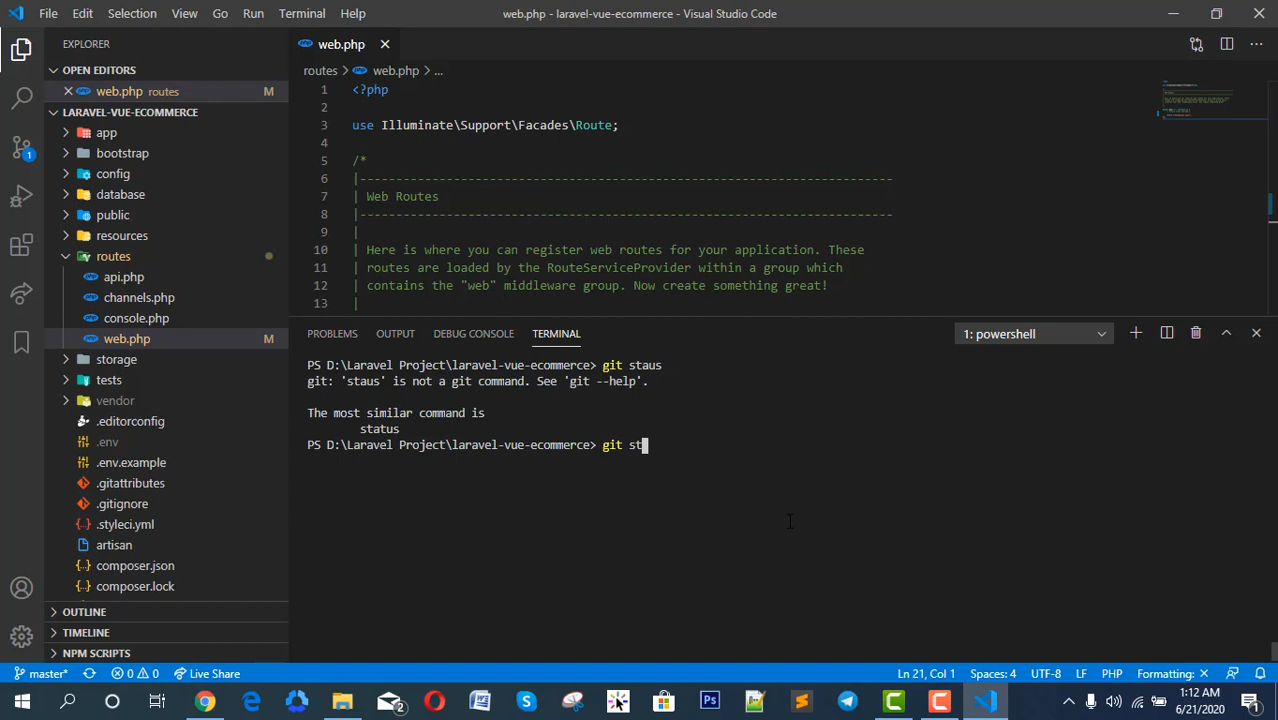 File Edit Selection View Go Run Terminal Help
web.php - laravel-vue-ecommerce - Visual Studio Code
EXPLORER
OPEN EDITORS
web.php routes M
LARAVEL-VUE-ECOMMERCE
app
bootstrap
config
database
public
resources
routes
api.php
channels.php
console.php
web.php M
storage
tests
vendor
.editorconfig
.env
.env.example
.gitattributes
.gitignore
.styleci.yml
artisan
composer.json
composer.lock
OUTLINE
TIMELINE
NPM SCRIPTS
1
web.php
routes > web.php > ...
1 <?php
2
3 use Illuminate\Support\Facades\Route;
4
5 /*
6 |--------------------------------------------------------------------------
7 | Web Routes
8 |--------------------------------------------------------------------------
9 |
10 | Here is where you can register web routes for your application. These
11 | routes are loaded by the RouteServiceProvider within a group which
12 | contains the "web" middleware group. Now create something great!
13 |
PROBLEMS OUTPUT DEBUG CONSOLE TERMINAL
1: powershell
PS D:\Laravel Project\laravel-vue-ecommerce> git staus
git: 'staus' is not a git command. See 'git --help'.
The most similar command is
status
PS D:\Laravel Project\laravel-vue-ecommerce> git st
master* 0 0 Live Share
Ln 21, Col 1 Spaces: 4 UTF-8 LF PHP Formatting: ×
2
Ps
1:12 AM
6/21/2020
1